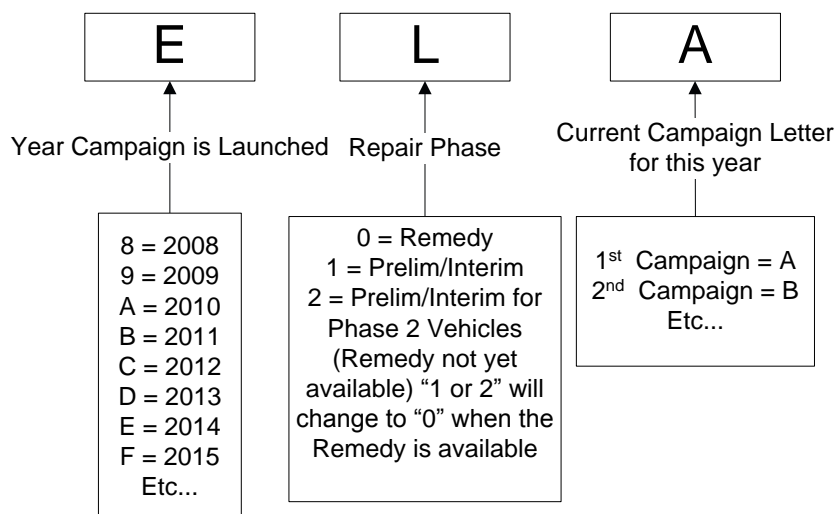 E
L
A
Year Campaign is Launched
Repair Phase
Current Campaign Letter
for this year
8 = 2008
9 = 2009
A = 2010
B = 2011
C = 2012
D = 2013
E = 2014
F = 2015
Etc...
0 = Remedy
1 = Prelim/Interim
2 = Prelim/Interim for
Phase 2 Vehicles
(Remedy not yet
available) “1 or 2” will
change to “0” when the
Remedy is available
1st Campaign = A
2nd Campaign = B
Etc...